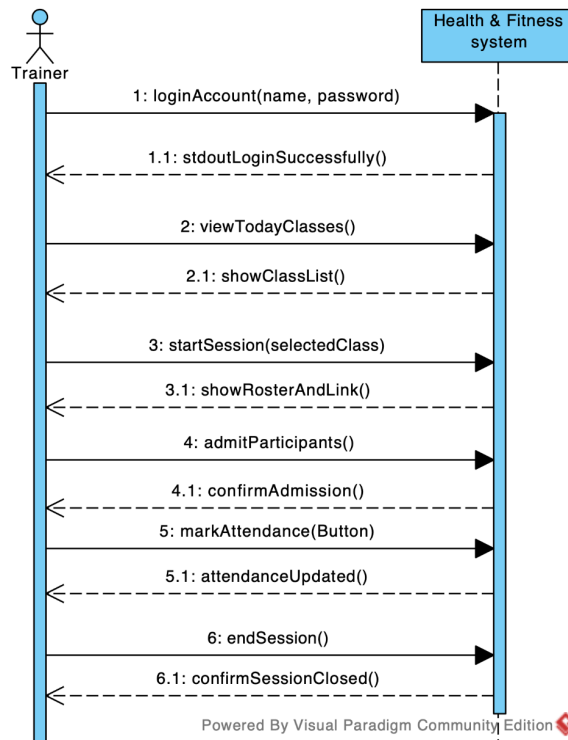 Health & Fitness
system
Trainer
1: loginAccount(name, password)
1.1: stdoutLoginSuccessfully()
2: viewTodayClasses()
2.1: showClassList()
3: startSession(selectedClass)
3.1: showRosterAndLink()
4: admitParticipants()
4.1: confirmAdmission()
5: markAttendance(Button)
5.1: attendanceUpdated()
6: endSession()
6.1: confirmSessionClosed()
Powered By Visual Paradigm Community Edition